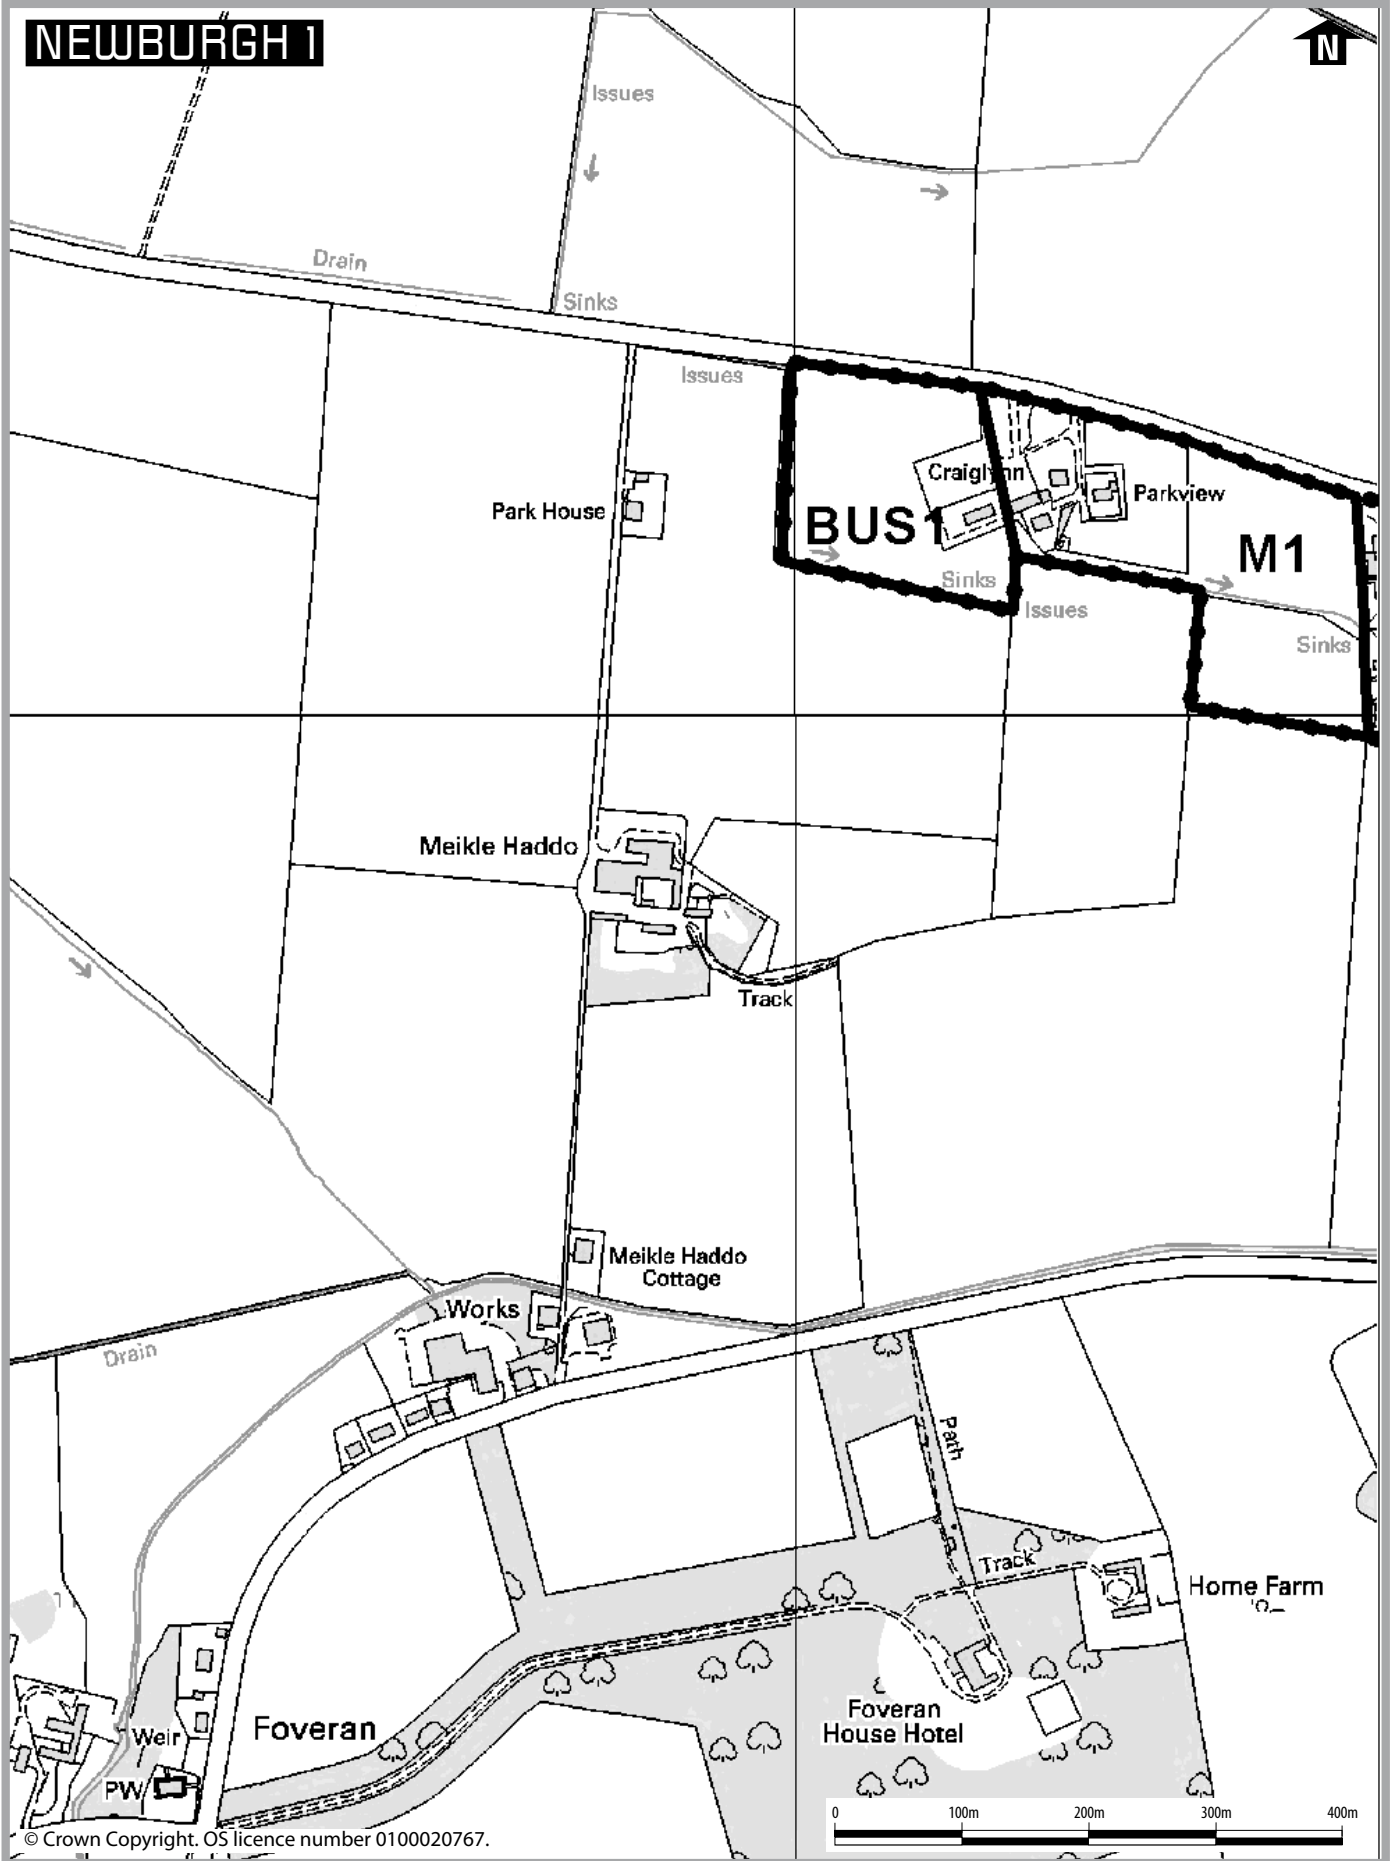 NEWBURGH 1
N
Issues
Drain
Sinks
Issues
Craiglynn
Parkview
Park House
BUS1
M1
Sinks
Issues
Sinks
Meikle Haddo
Track
Meikle Haddo
Cottage
Works
Drain
Path
Track
Home Farm
Foveran
House Hotel
Foveran
Weir
PW
0 100m 200m 300m 400m
© Crown Copyright. OS licence number 0100020767.